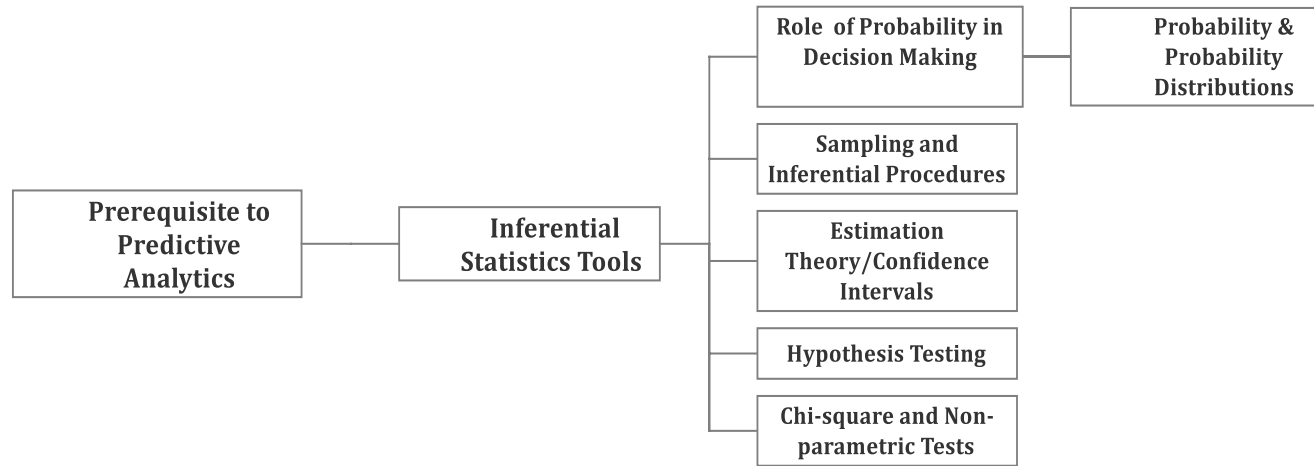 Prerequisite to
Predictive
Analytics
Inferential
Statistics Tools
Role of Probability in
Decision Making
Probability &
Probability
Distributions
Sampling and
Inferential Procedures
Estimation
Theory/Confidence
Intervals
Hypothesis Testing
Chi-square and Non-
parametric Tests